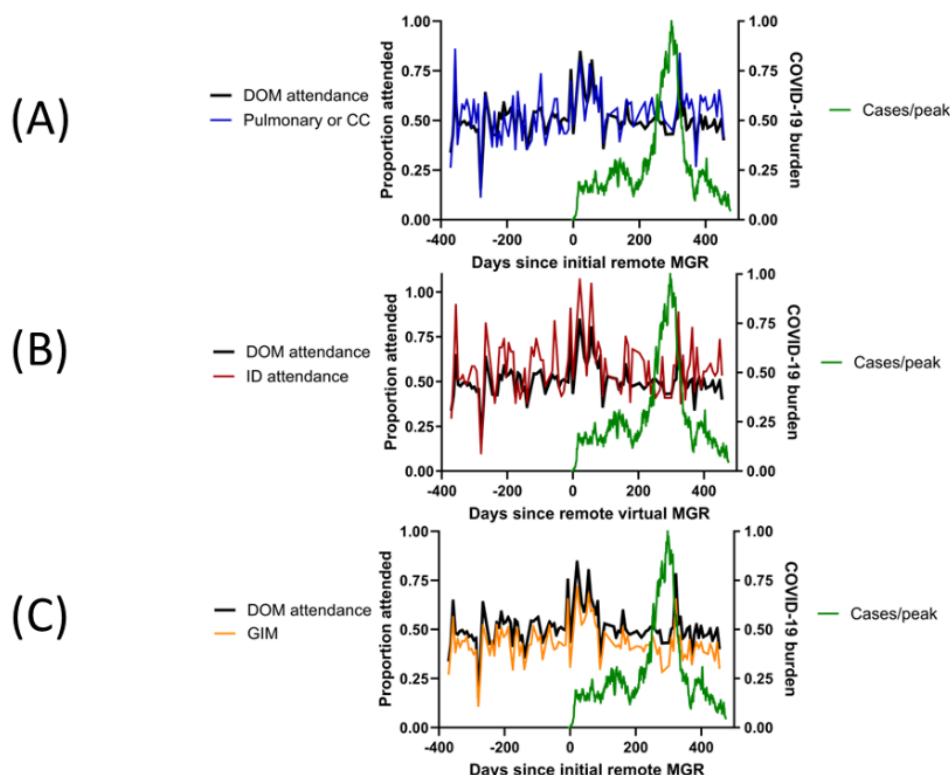 (A)
DOM attendance
Pulmonary or CC
Proportion attended
1.00
0.75
0.50
0.25
0.00
-400 -200 0 200 400
Days since initial remote MGR
1.00
0.75
0.50
0.25
0.00
COVID-19 burden
Cases/peak
(B)
DOM attendance
ID attendance
Proportion attended
1.00
0.75
0.50
0.25
0.00
-400 -200 0 200 400
Days since remote virtual MGR
1.00
0.75
0.50
0.25
0.00
COVID-19 burden
Cases/peak
(C)
DOM attendance
GIM
Proportion attended
1.00
0.75
0.50
0.25
0.00
-400 -200 0 200 400
Days since initial remote MGR
1.00
0.75
0.50
0.25
0.00
COVID-19 burden
Cases/peak